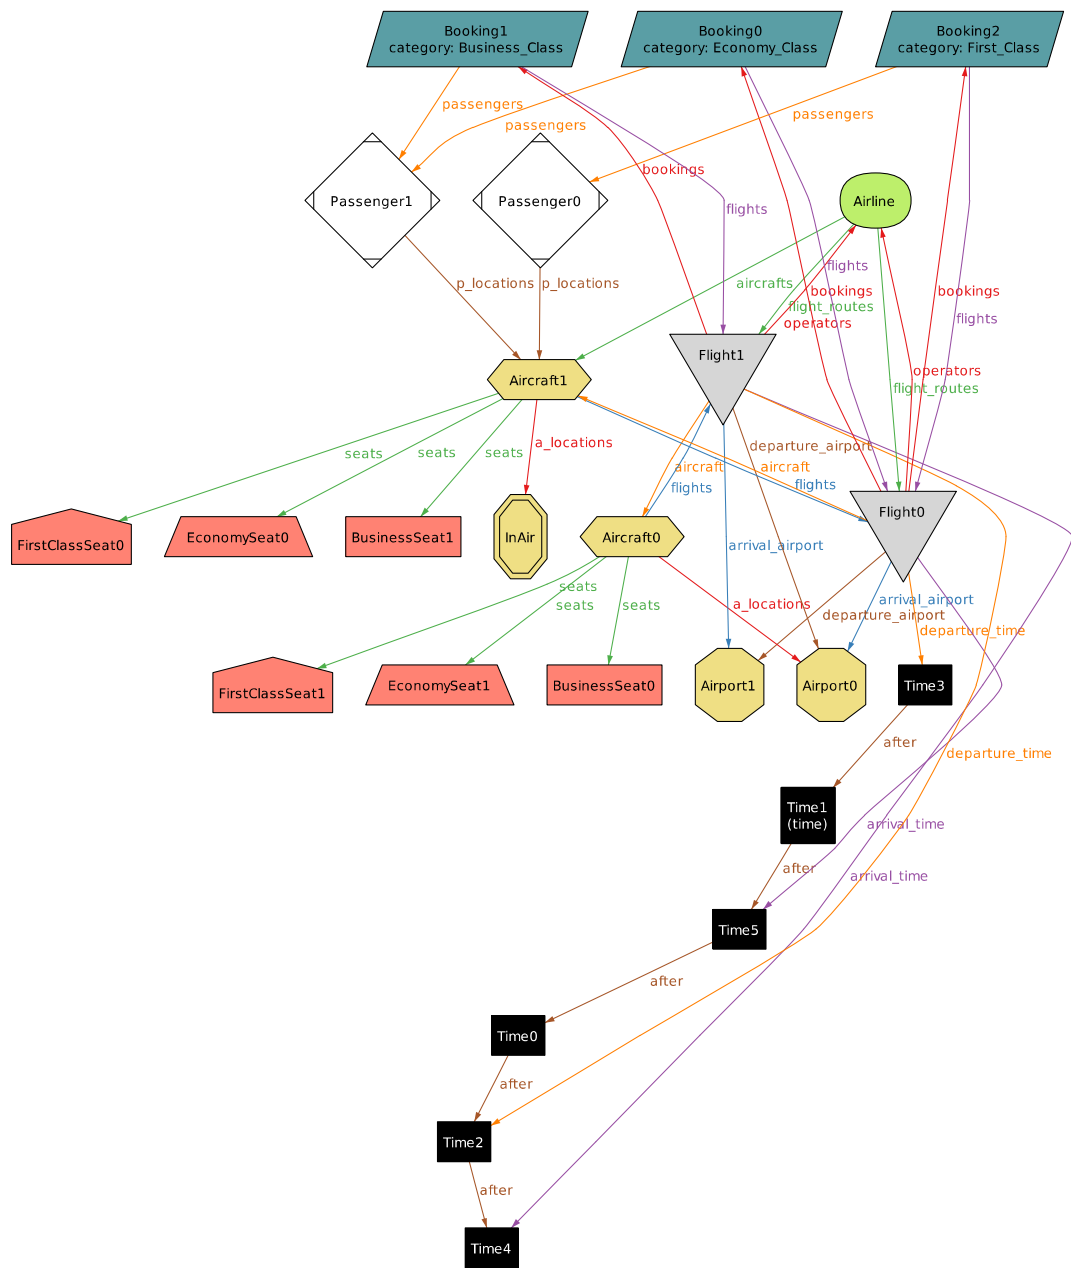 Booking1
category: Business_Class
Booking0
category: Economy_Class
Booking2
category: First_Class
passengers
passengers
passengers
bookings
Passenger1
Passenger0
Airline
flights
flights
p_locations
p_locations
aircrafts
bookings
bookings
flight_routes
operators
flights
Flight1
operators
Aircraft1
flight_routes
a_locations
departure_airport
seats
seats
seats
aircraft
aircraft
flights
flights
Flight0
FirstClassSeat0
EconomySeat0
BusinessSeat1
InAir
Aircraft0
arrival_airport
seats
seats
seats
a_locations
arrival_airport
departure_airport
departure_time
FirstClassSeat1
EconomySeat1
BusinessSeat0
Airport1
Airport0
Time3
after
departure_time
Time1
(time)
arrival_time
after
arrival_time
Time5
after
Time0
after
Time2
after
Time4